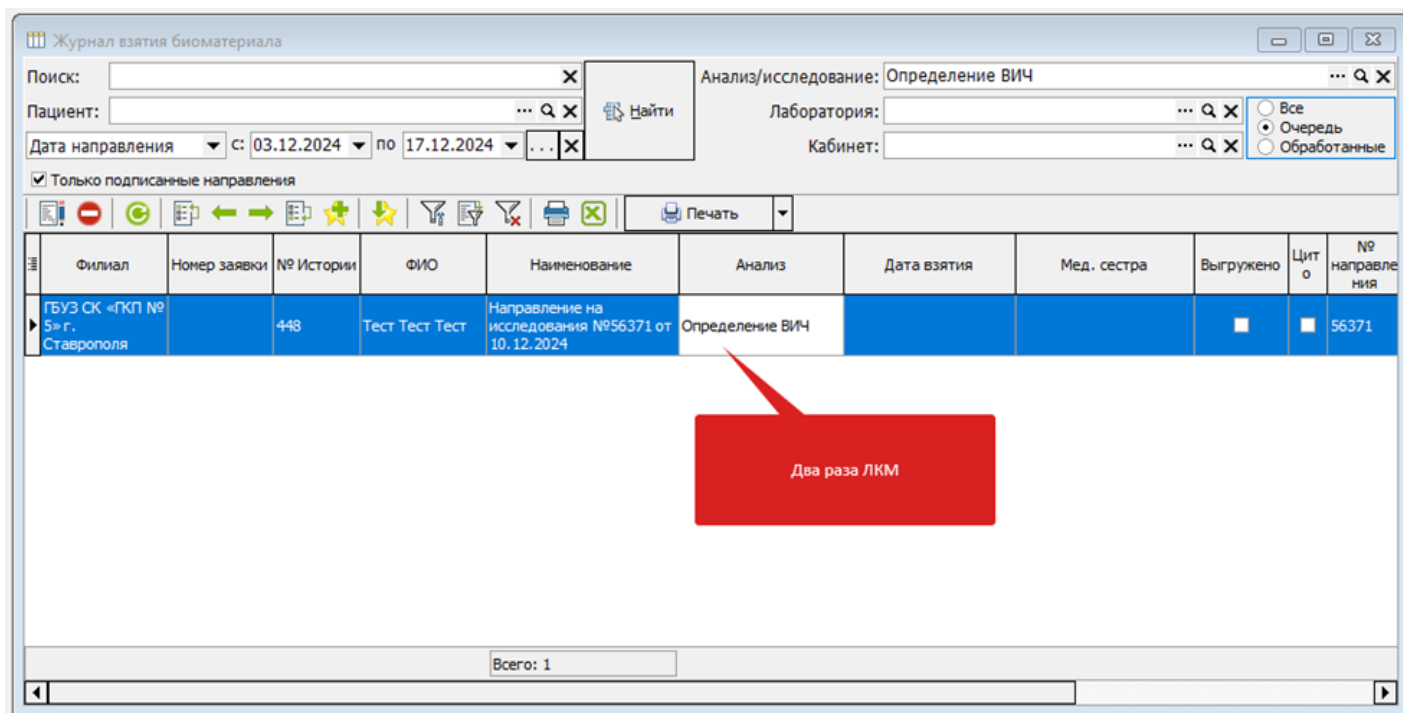 Журнал взятия биоматериала
Поиск:
Анализ/исследование: Определение ВИЧ
Пациент:
Найти
Лаборатория:
Все
Очередь
Обработанные
Дата направления с: 03.12.2024 по 17.12.2024 ...
Кабинет:
Только подписанные направления
Печать
Филиал Номер заявки № Истории ФИО Наименование Анализ Дата взятия Мед. сестра Выгружено
Цит
о
№
направле
ния
ГБУЗ СК «ГКП №
5» г.
Ставрополя
448
Тест Тест Тест
Направление на
исследования №56371 от
10.12.2024
Определение ВИЧ
56371
Два раза ЛКМ
Всего: 1